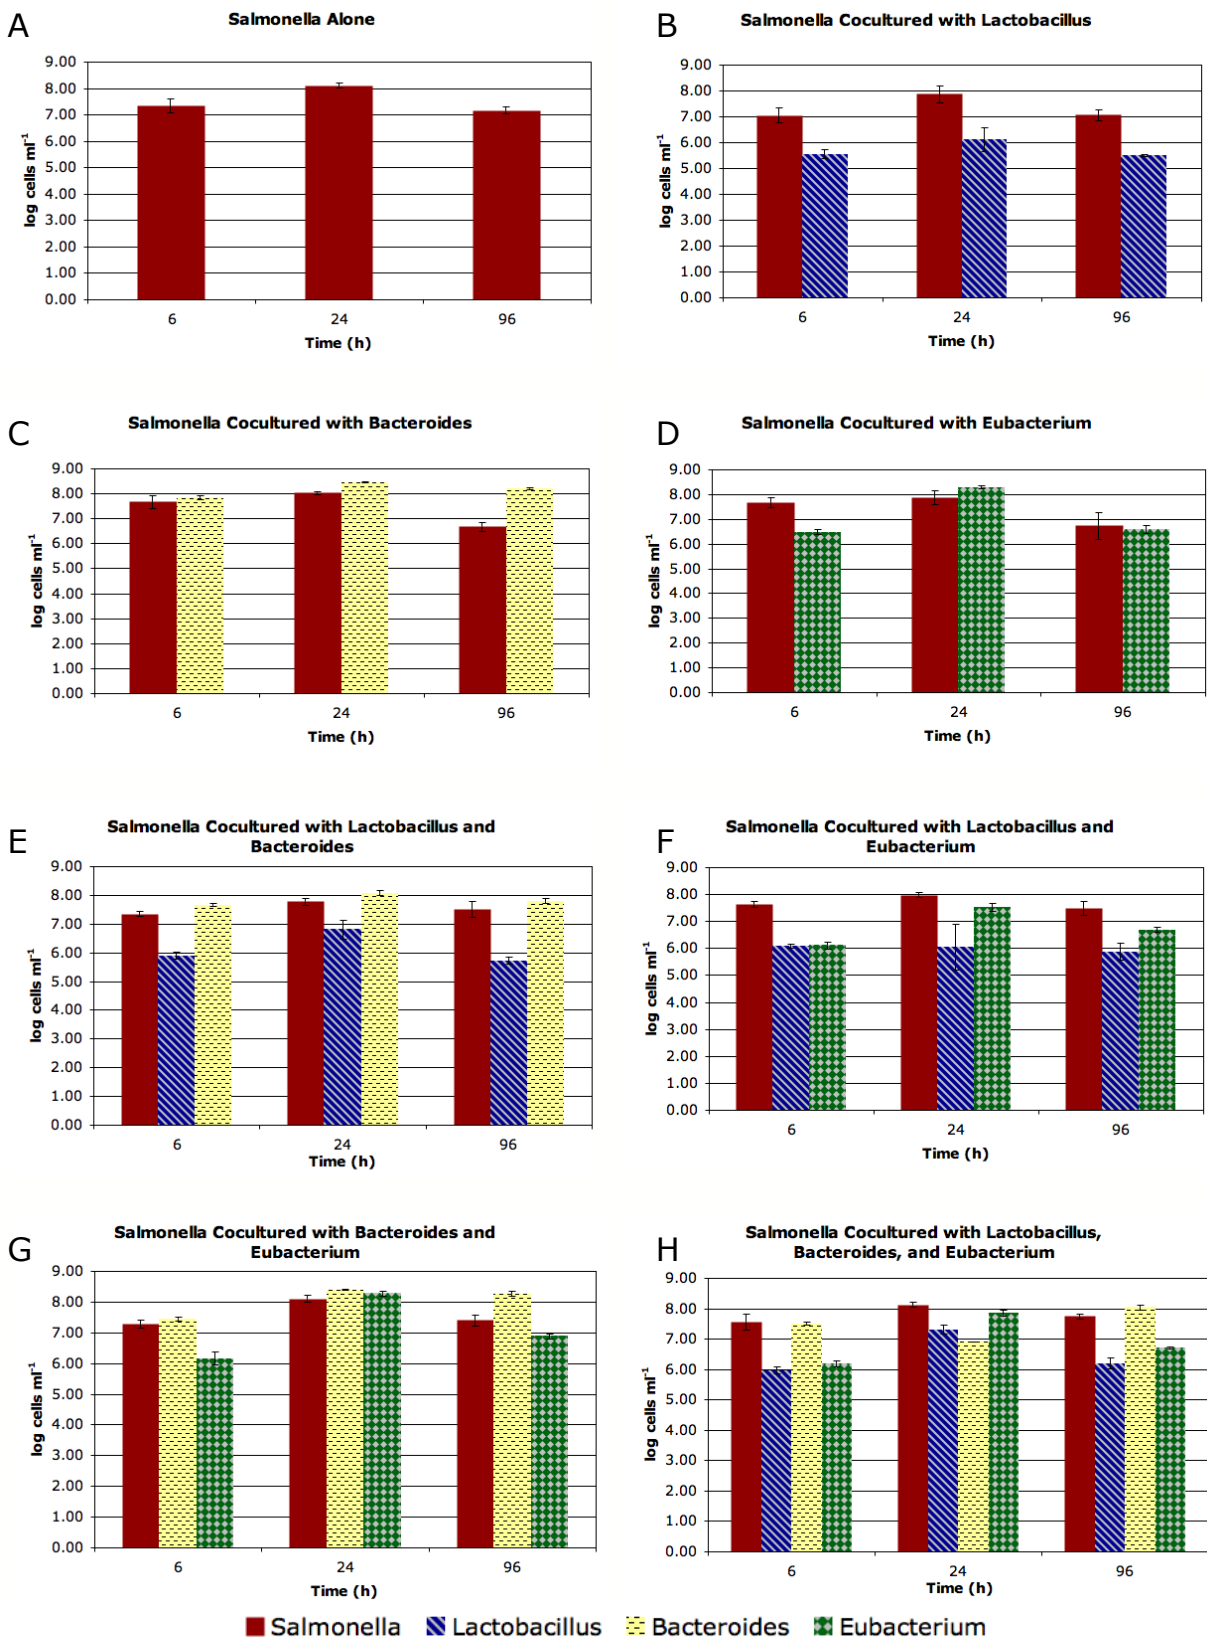 A
Salmonella Alone
9.00
8.00
7.00
6.00
5.00
4.00
3.00
2.00
1.00
0.00
log cells ml⁻¹
6 24 96
Time (h)
B
Salmonella Cocultured with Lactobacillus
9.00
8.00
7.00
6.00
5.00
4.00
3.00
2.00
1.00
0.00
log cells ml⁻¹
6 24 96
Time (h)
C
Salmonella Cocultured with Bacteroides
9.00
8.00
7.00
6.00
5.00
4.00
3.00
2.00
1.00
0.00
log cells ml⁻¹
6 24 96
Time (h)
D
Salmonella Cocultured with Eubacterium
9.00
8.00
7.00
6.00
5.00
4.00
3.00
2.00
1.00
0.00
log cells ml⁻¹
6 24 96
Time (h)
E
Salmonella Cocultured with Lactobacillus and
Bacteroides
9.00
8.00
7.00
6.00
5.00
4.00
3.00
2.00
1.00
0.00
log cells ml⁻¹
6 24 96
Time (h)
F
Salmonella Cocultured with Lactobacillus and
Eubacterium
9.00
8.00
7.00
6.00
5.00
4.00
3.00
2.00
1.00
0.00
log cells ml⁻¹
6 24 96
Time (h)
G
Salmonella Cocultured with Bacteroides and
Eubacterium
9.00
8.00
7.00
6.00
5.00
4.00
3.00
2.00
1.00
0.00
log cells ml⁻¹
6 24 96
Time (h)
H
Salmonella Cocultured with Lactobacillus,
Bacteroides, and Eubacterium
9.00
8.00
7.00
6.00
5.00
4.00
3.00
2.00
1.00
0.00
log cells ml⁻¹
6 24 96
Time (h)
Salmonella Lactobacillus Bacteroides Eubacterium